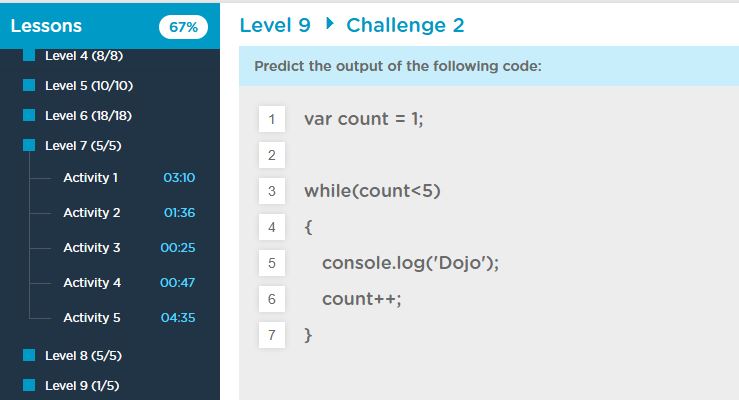 Lessons 67%
Level 4 (8/8)
Level 5 (10/10)
Level 6 (18/18)
Level 7 (5/5)
Activity 1 03:10
Activity 2 01:36
Activity 3 00:25
Activity 4 00:47
Activity 5 04:35
Level 8 (5/5)
Level 9 (1/5)
Level 9 Challenge 2
Predict the output of the following code:
1 var count = 1;
2
3 while(count<5)
4 {
5 console.log('Dojo');
6 count++;
7 }